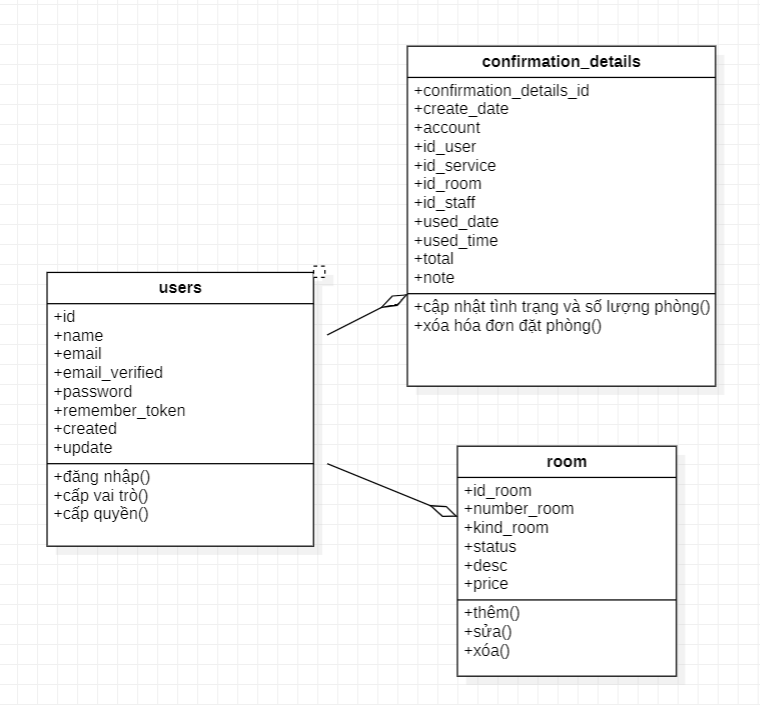 confirmation_details
+confirmation_details_id
+create_date
+account
+id_user
+id_service
+id_room
+id_staff
+used_date
+used_time
+total
+note
+cập nhật tình trạng và số lượng phòng()
+xóa hóa đơn đặt phòng()
users
+id
+name
+email
+email_verified
+password
+remember_token
+created
+update
+đăng nhập()
+cấp vai trò()
+cấp quyền()
room
+id_room
+number_room
+kind_room
+status
+desc
+price
+thêm()
+sửa()
+xóa()